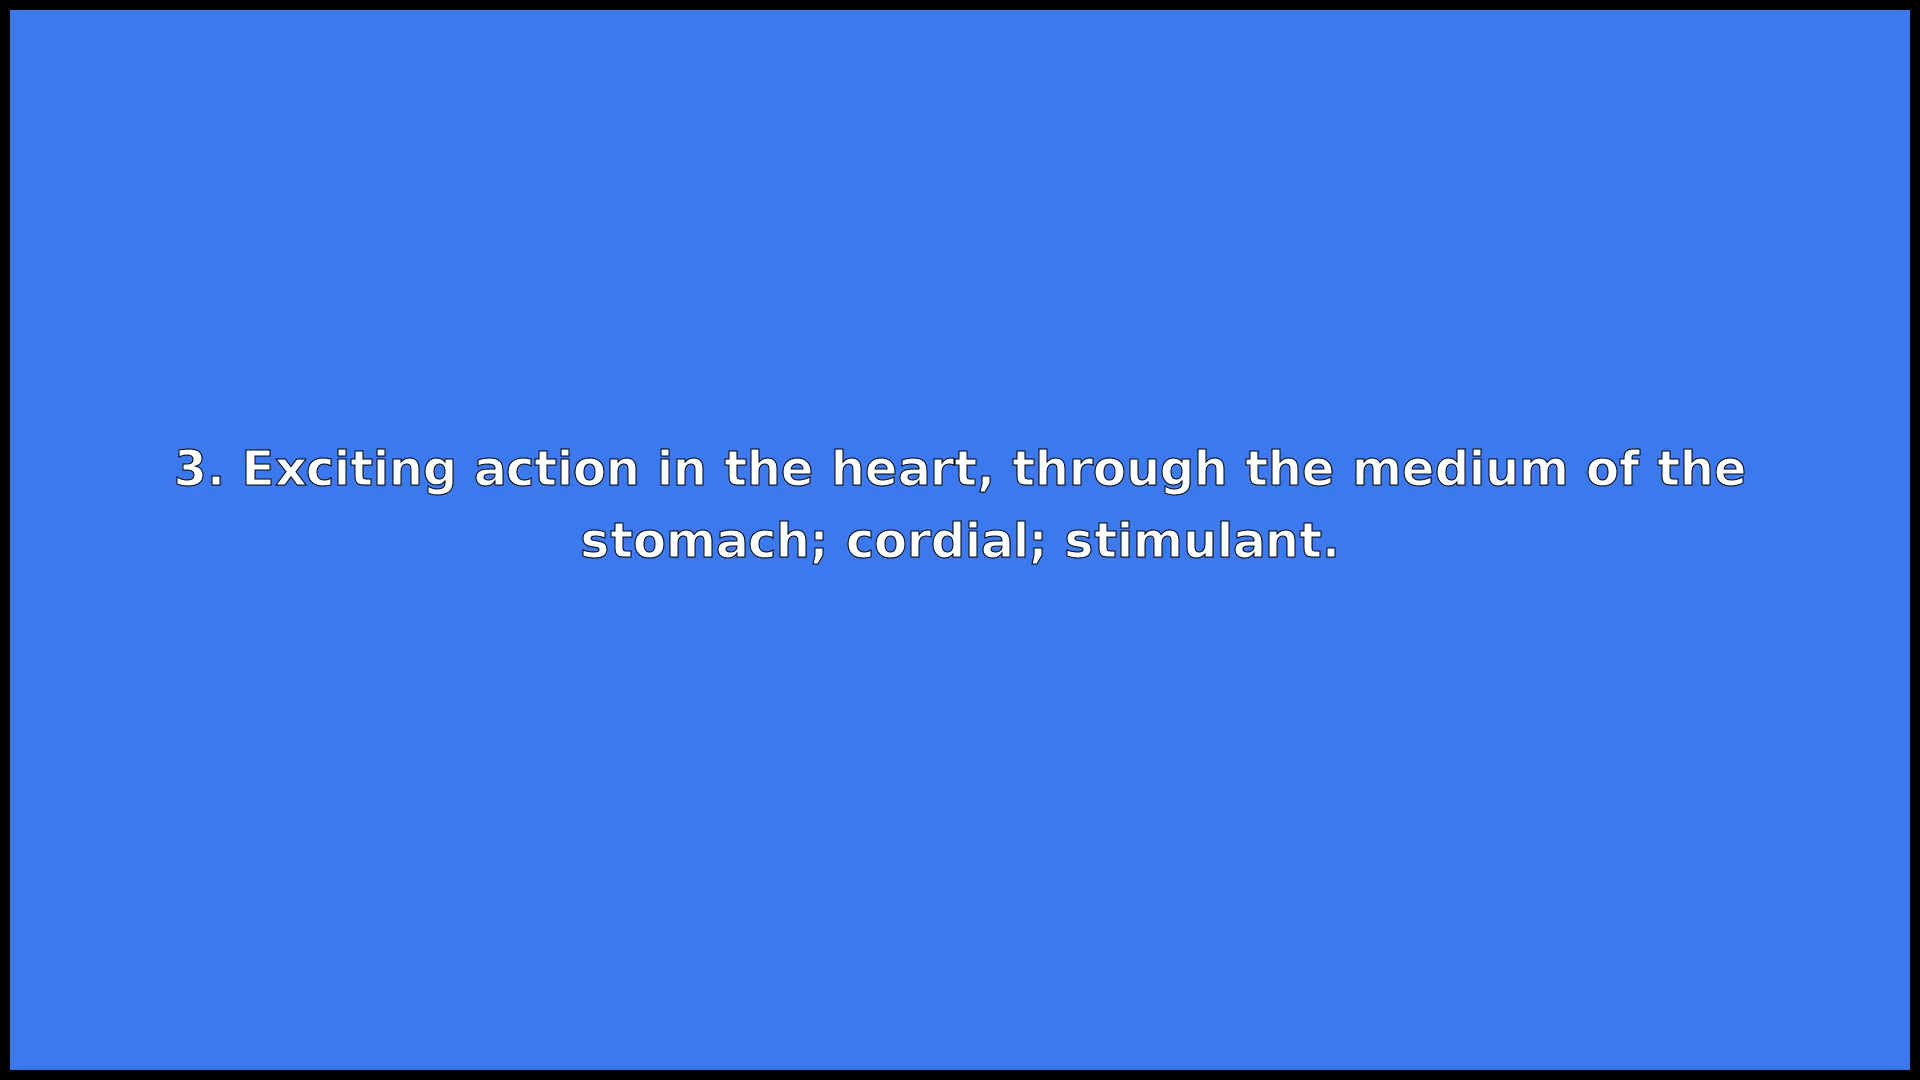 3. Exciting action in the heart, through the medium of the
stomach; cordial; stimulant.